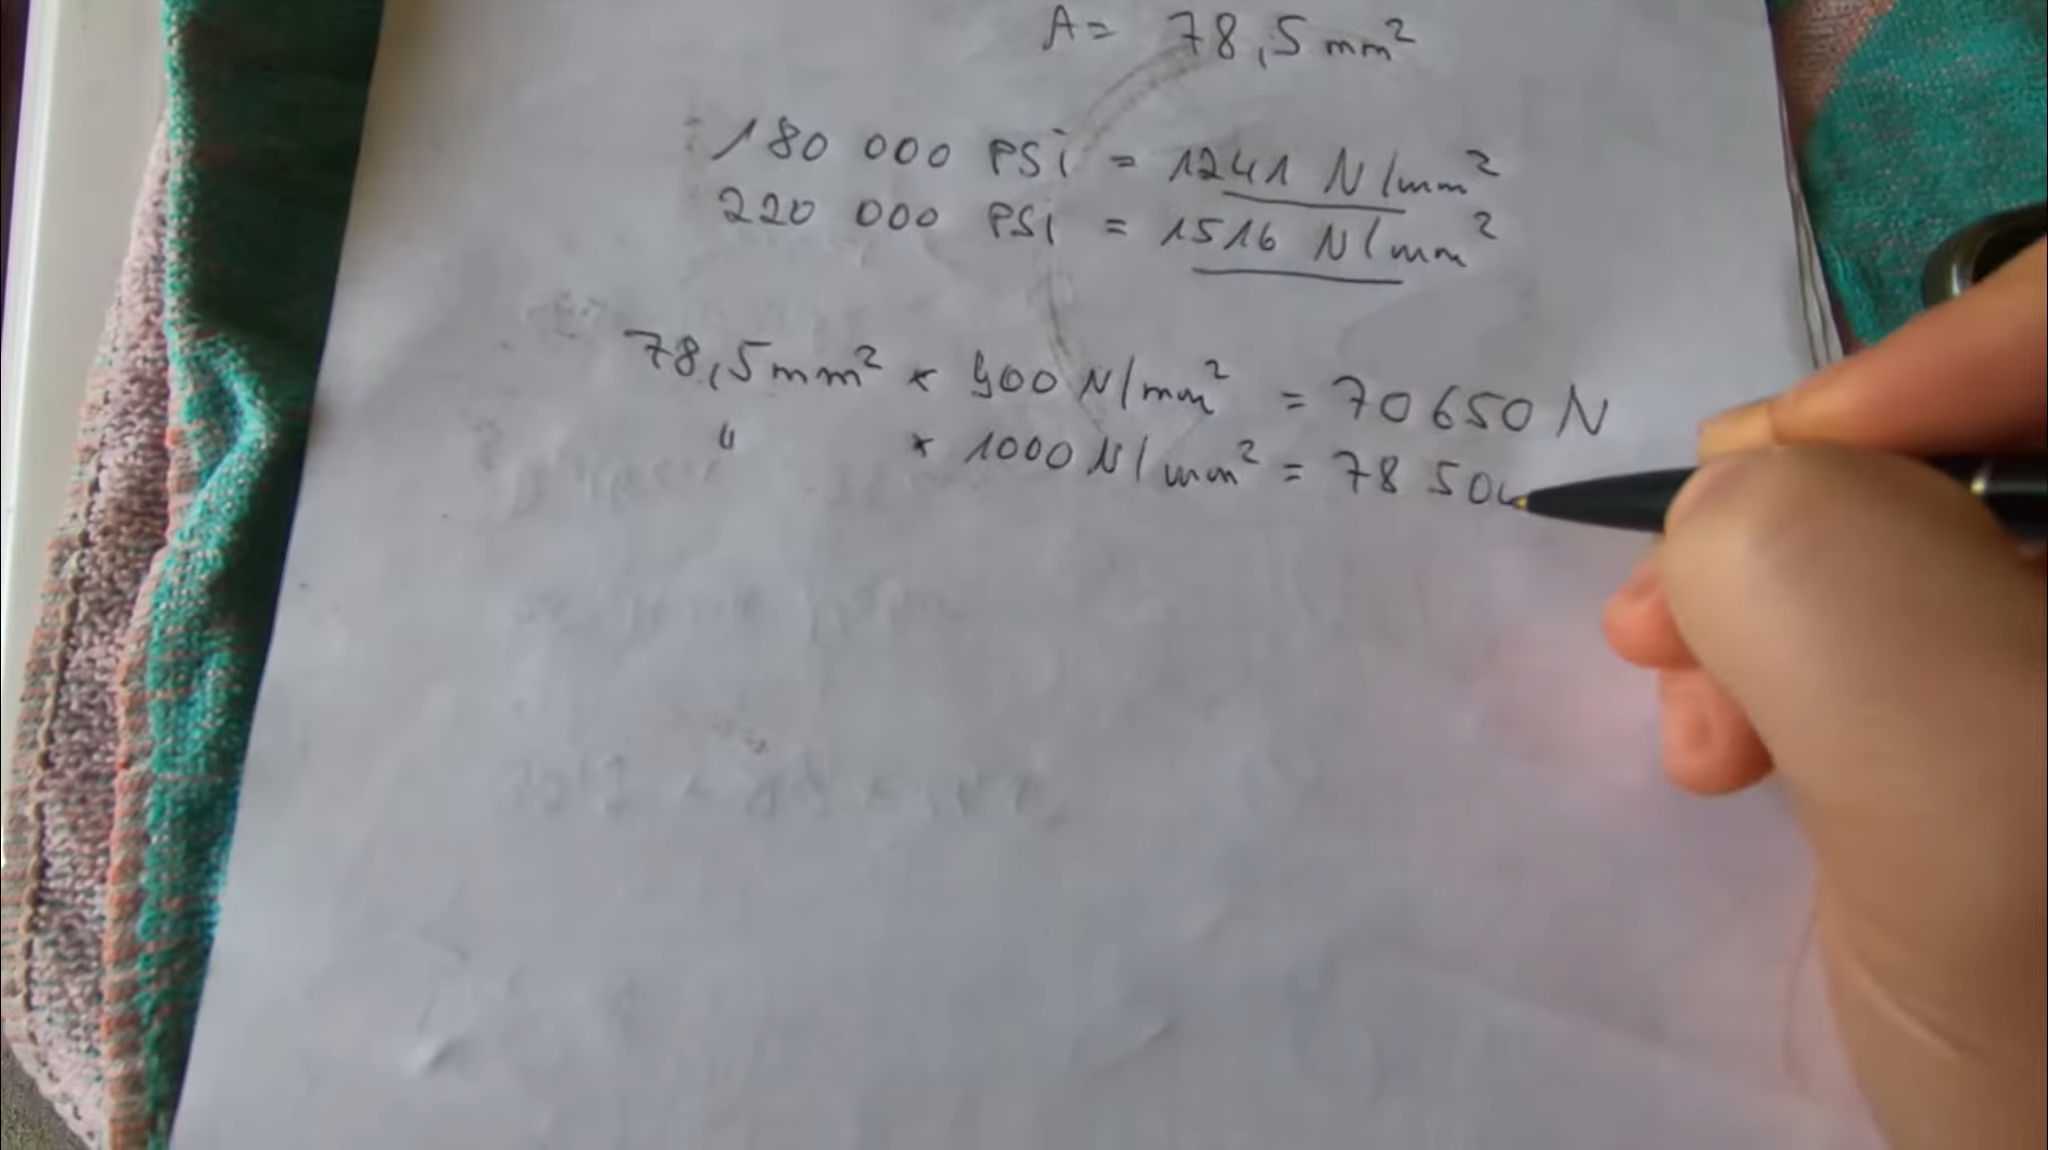 A= 78,5 mm²
180 000 PSi = 1241 N/mm²
220 000 PSi = 1516 N/mm²
78,5mm² * 900 N/mm² = 70650 N
" * 1000 N/mm² = 78 500